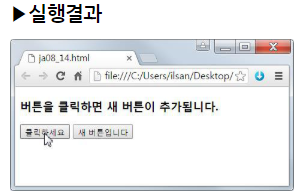 ▶실행결과
ja08_14.html
file:///C:/Users/ilsan/Desktop/
버튼을 클릭하면 새 버튼이 추가됩니다.
클릭하세요 새 버튼입니다